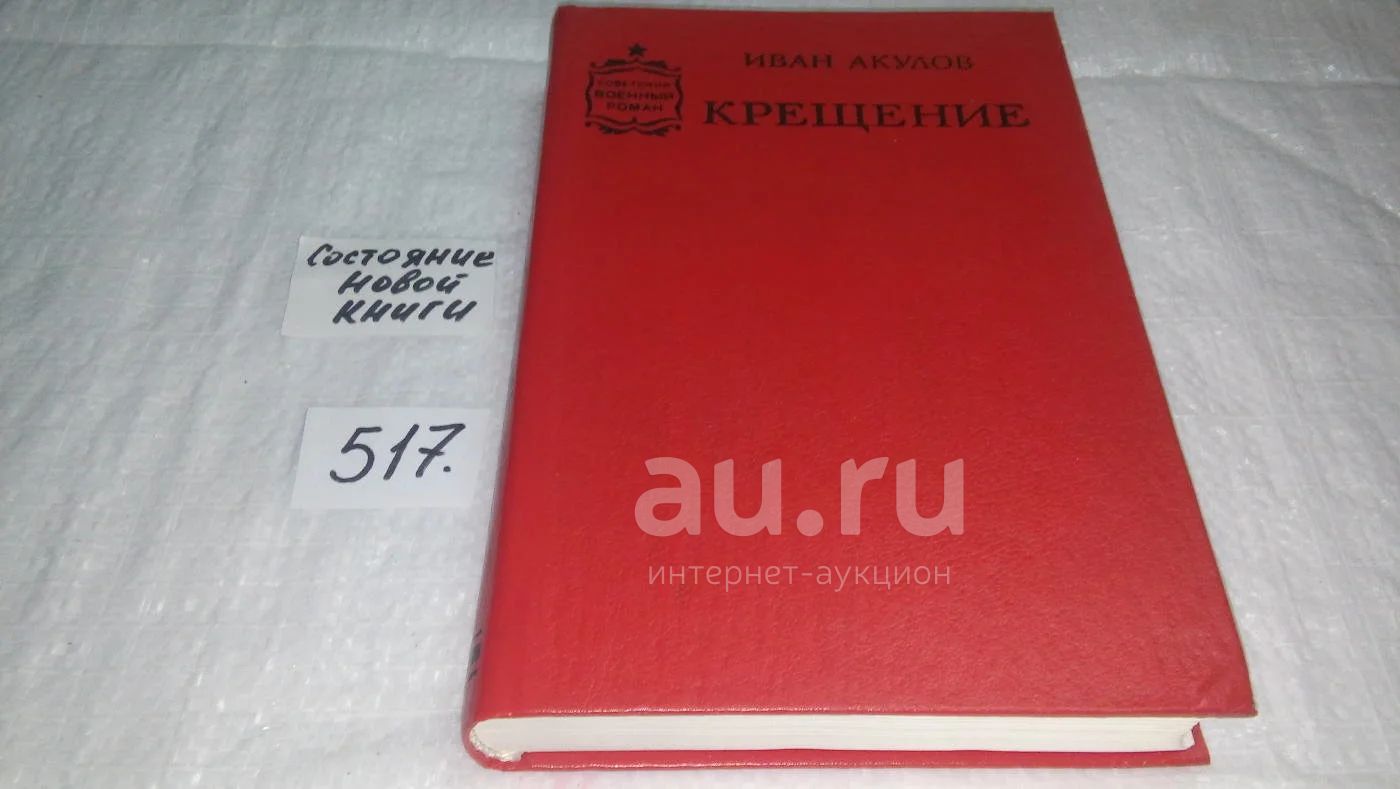 ИВАН АКУЛОВ
СОВЕТСКИЙ
ВОЕННЫЙ
РОМАН
КРЕЩЕНИЕ
Состояние
новой
книги
517.
au.ru
интернет-аукцион